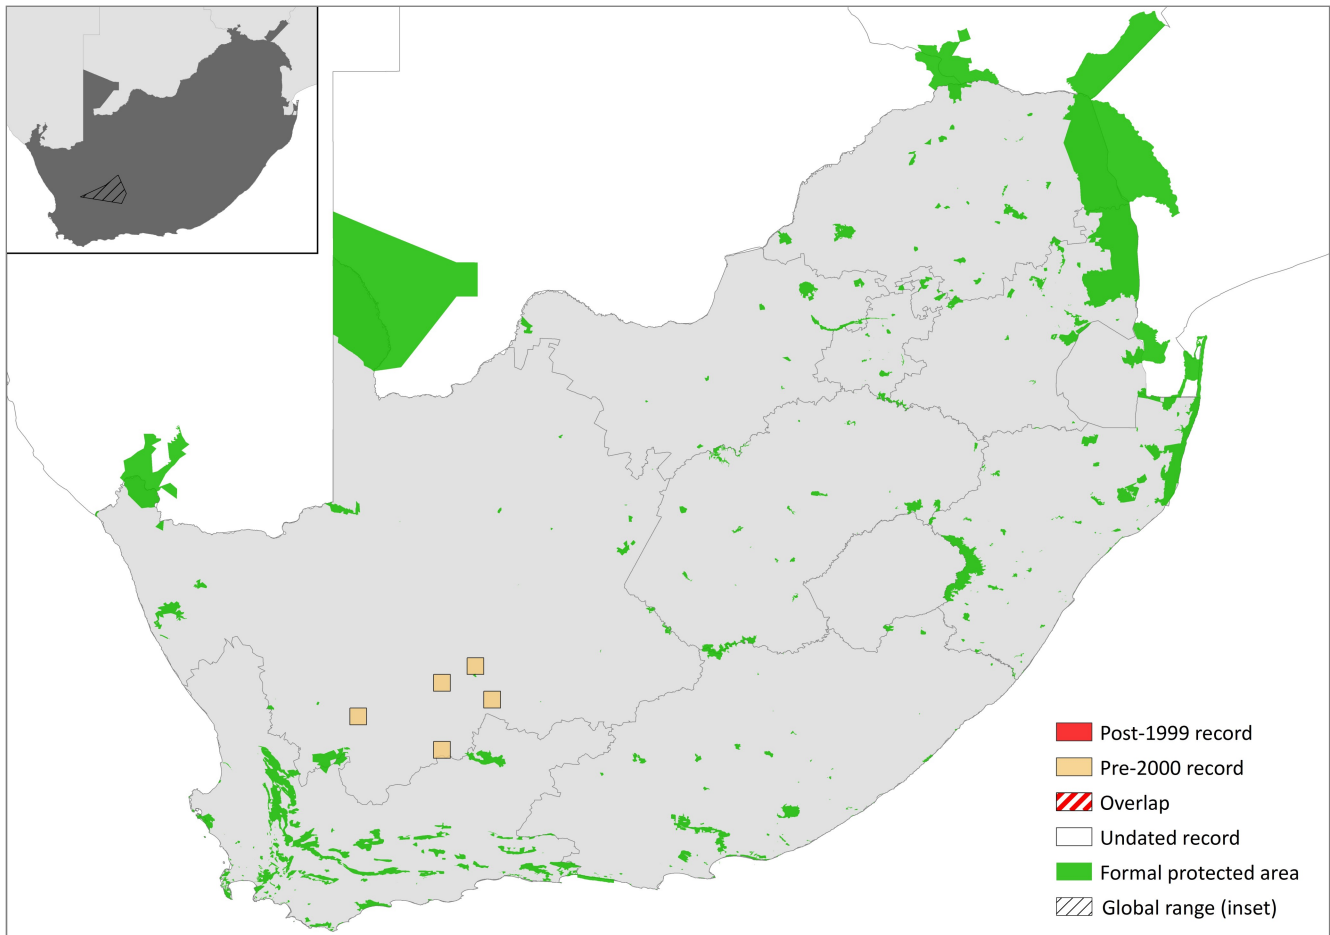 Post-1999 record
Pre-2000 record
Overlap
Undated record
Formal protected area
Global range (inset)